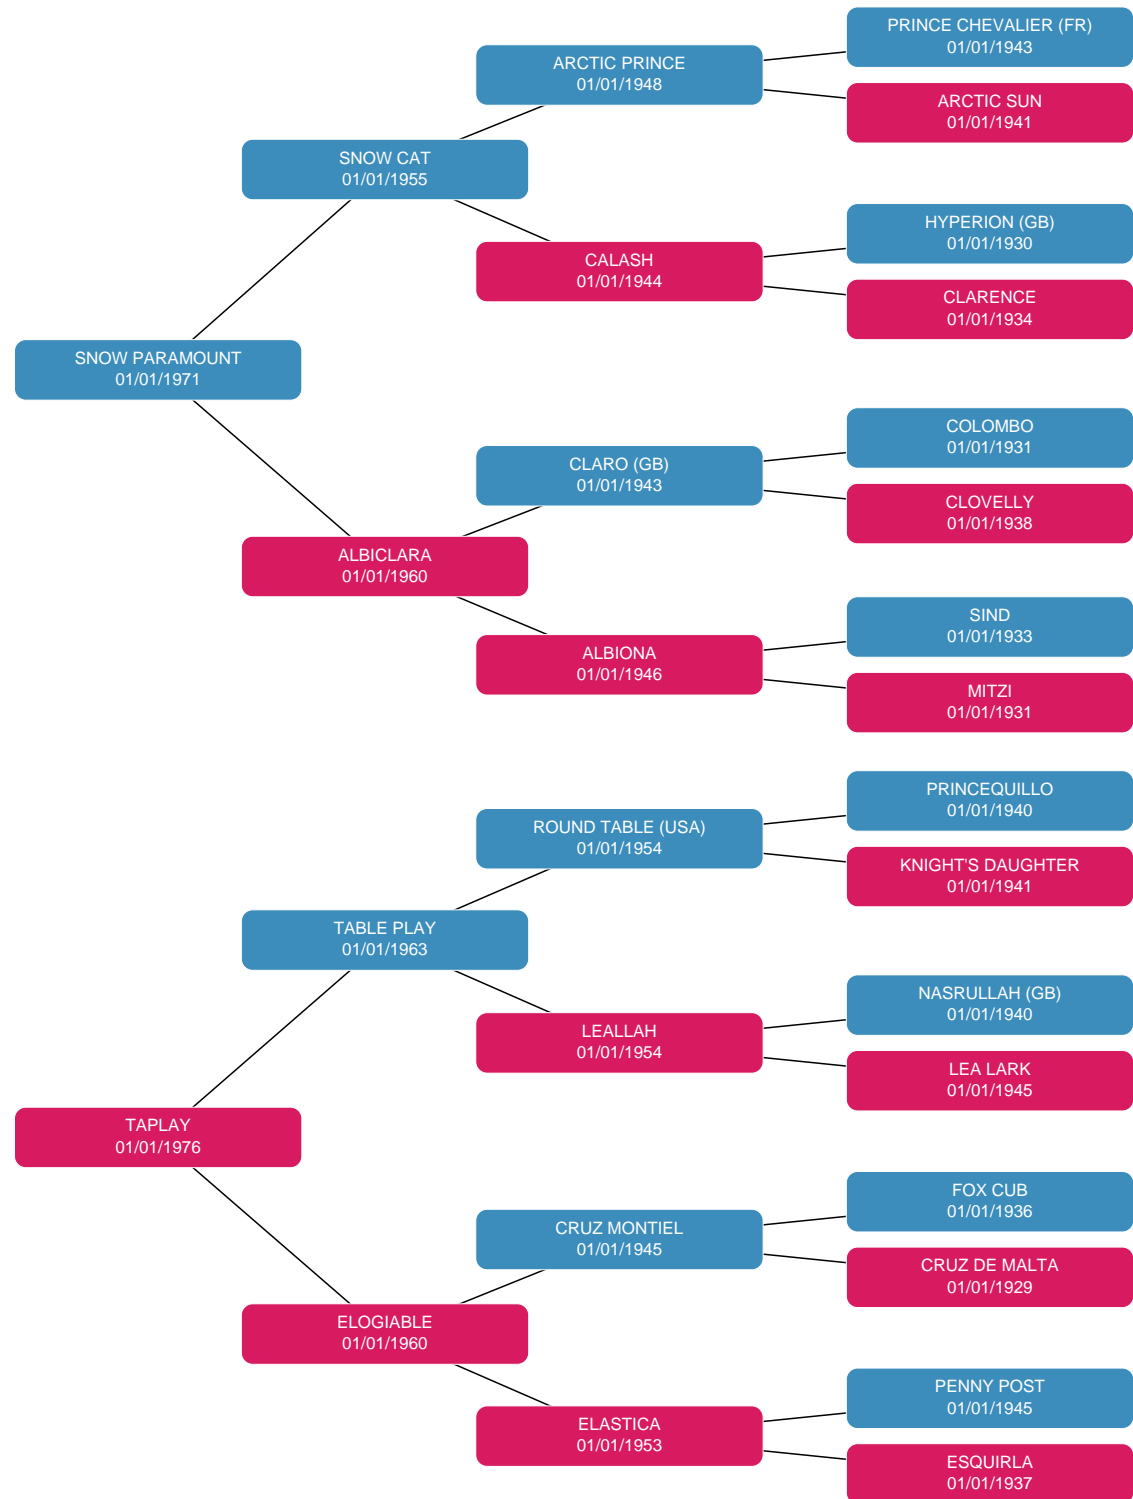 PRINCE CHEVALIER (FR)
01/01/1943
ARCTIC PRINCE
01/01/1948
ARCTIC SUN
01/01/1941
SNOW CAT
01/01/1955
HYPERION (GB)
01/01/1930
CALASH
01/01/1944
CLARENCE
01/01/1934
SNOW PARAMOUNT
01/01/1971
COLOMBO
01/01/1931
CLARO (GB)
01/01/1943
CLOVELLY
01/01/1938
ALBICLARA
01/01/1960
SIND
01/01/1933
ALBIONA
01/01/1946
MITZI
01/01/1931
PRINCEQUILLO
01/01/1940
ROUND TABLE (USA)
01/01/1954
KNIGHT'S DAUGHTER
01/01/1941
TABLE PLAY
01/01/1963
NASRULLAH (GB)
01/01/1940
LEALLAH
01/01/1954
LEA LARK
01/01/1945
TAPLAY
01/01/1976
FOX CUB
01/01/1936
CRUZ MONTIEL
01/01/1945
CRUZ DE MALTA
01/01/1929
ELOGIABLE
01/01/1960
PENNY POST
01/01/1945
ELASTICA
01/01/1953
ESQUIRLA
01/01/1937